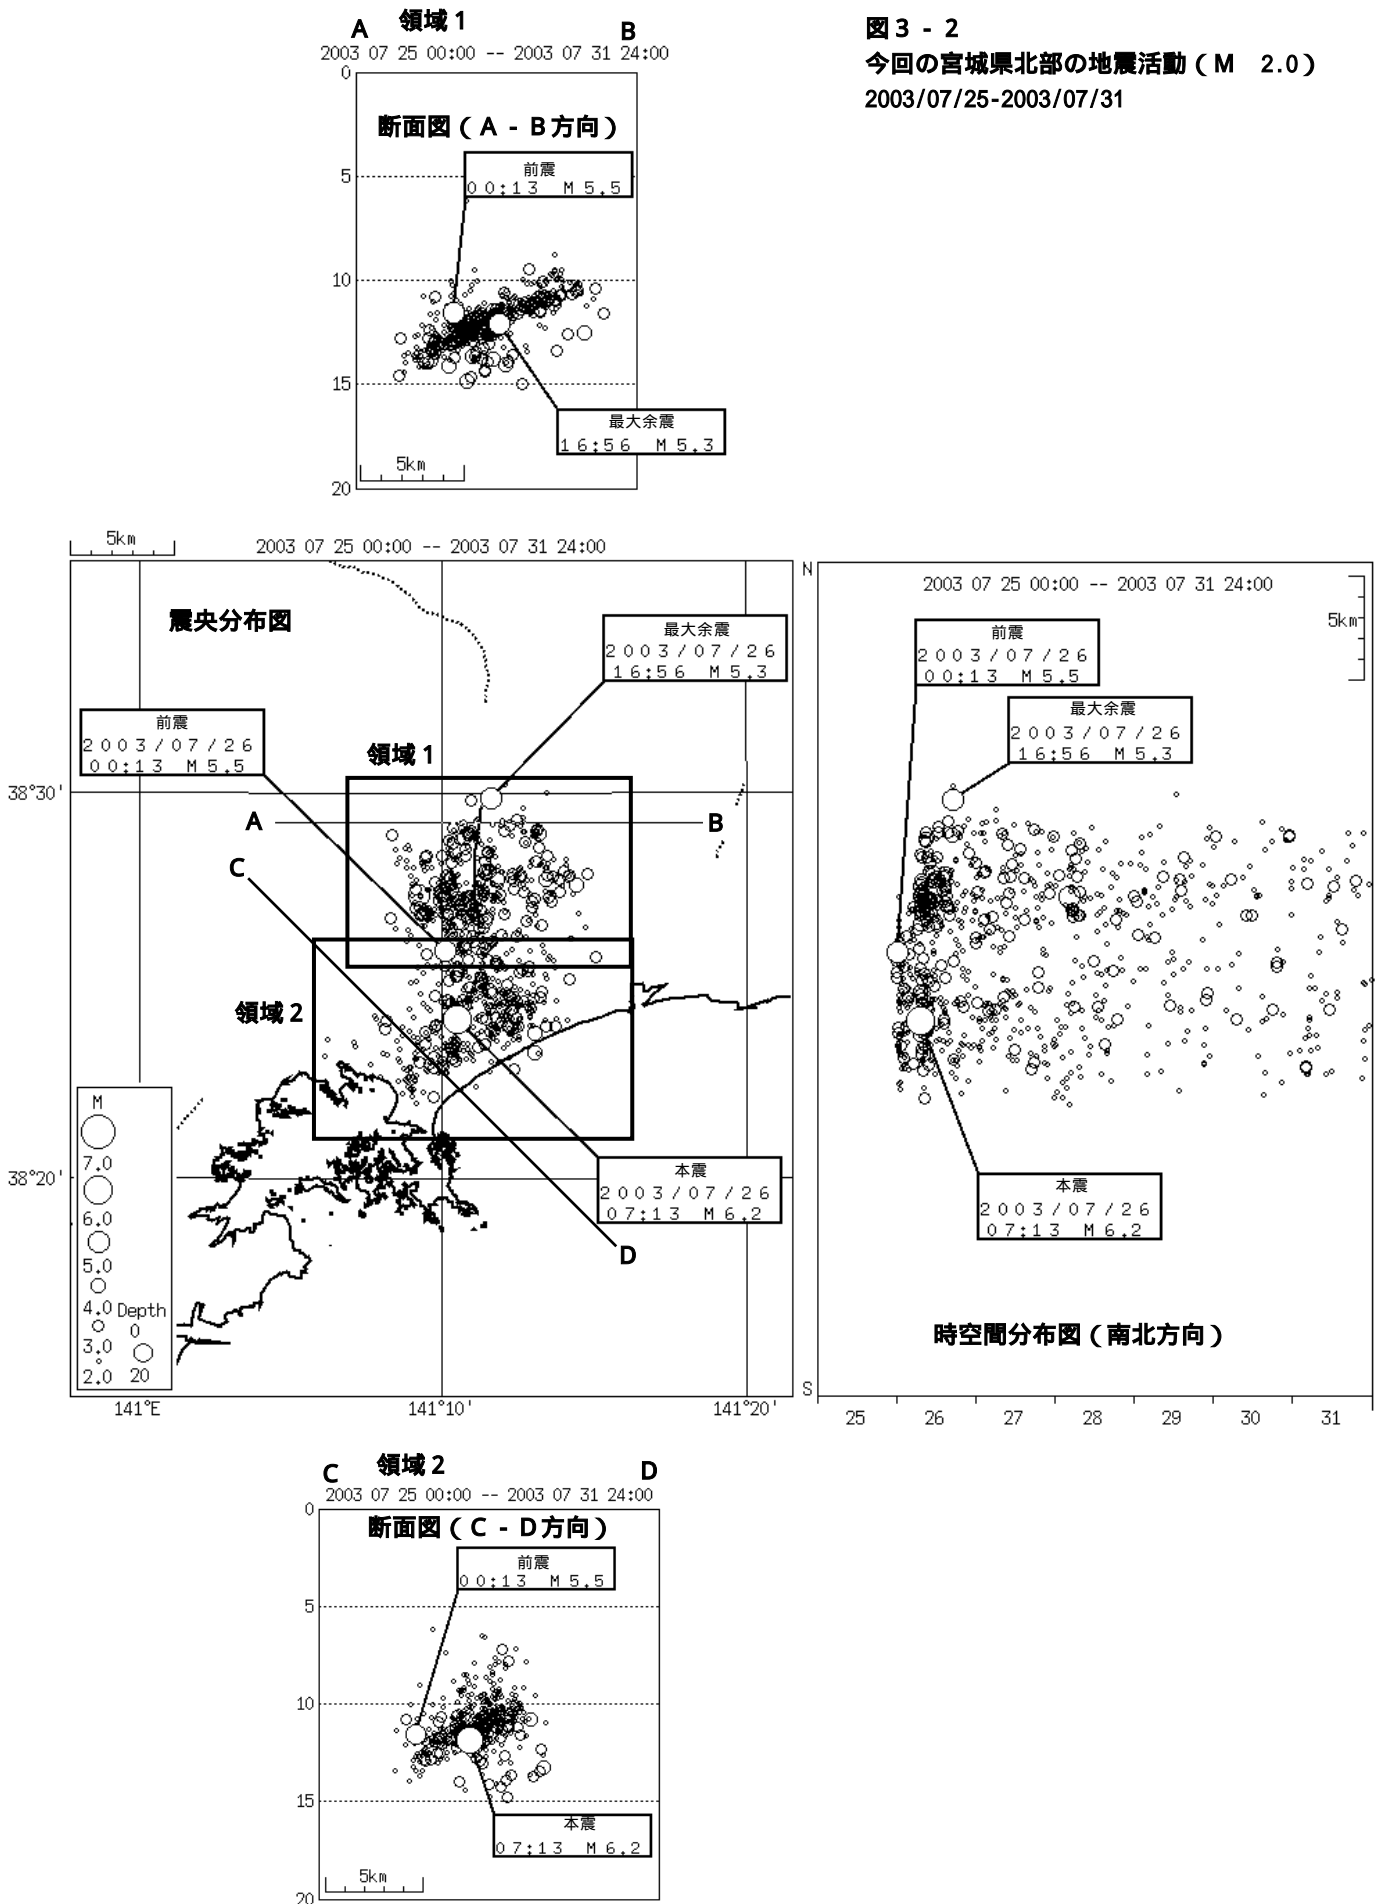 図3 - 2
今回の宮城県北部の地震活動(M 2.0)
2003/07/25-2003/07/31
A 領域1 B
2003 07 25 00:00 -- 2003 07 31 24:00
断面図(A - B方向)
前震
00:13 M5.5
最大余震
16:56 M5.3
0
5
10
15
20
5km
5km
2003 07 25 00:00 -- 2003 07 31 24:00
震央分布図
最大余震
2003/07/26
16:56 M5.3
前震
2003/07/26
00:13 M5.5
領域1
38°30'
A
B
C
領域2
M
7.0
6.0
5.0
4.0
3.0
2.0
Depth
0
20
38°20'
本震
2003/07/26
07:13 M6.2
D
141°E
141°10'
141°20'
N
2003 07 25 00:00 -- 2003 07 31 24:00
5km
前震
2003/07/26
00:13 M5.5
最大余震
2003/07/26
16:56 M5.3
本震
2003/07/26
07:13 M6.2
時空間分布図(南北方向)
S
25 26 27 28 29 30 31
C 領域2 D
2003 07 25 00:00 -- 2003 07 31 24:00
断面図(C - D方向)
前震
00:13 M5.5
本震
07:13 M6.2
0
5
10
15
20
5km